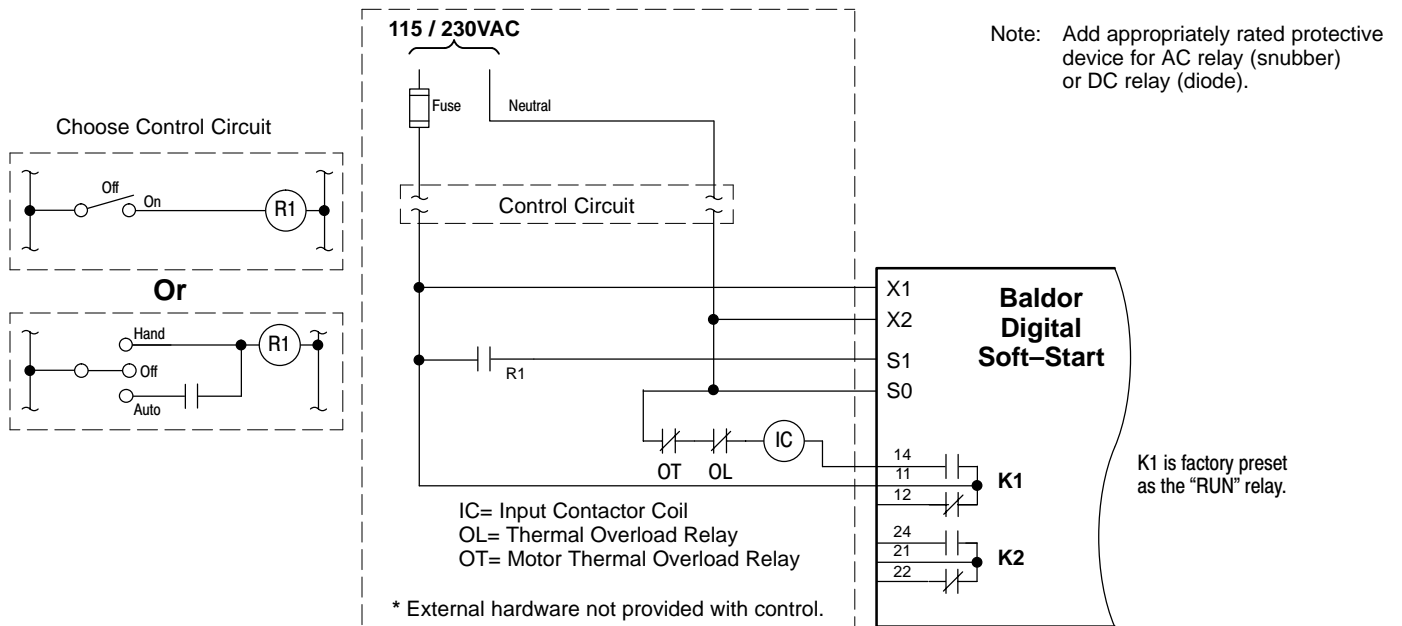 115 / 230VAC
Note: Add appropriately rated protective
device for AC relay (snubber)
or DC relay (diode).
Fuse
Neutral
Choose Control Circuit
Off
On
R1
Control Circuit
Or
Hand
R1
Off
Auto
X1
X2
S1
S0
Baldor
Digital
Soft–Start
R1
IC
OT
OL
14
11
12
K1
K1 is factory preset
as the “RUN” relay.
24
21
22
K2
IC= Input Contactor Coil
OL= Thermal Overload Relay
OT= Motor Thermal Overload Relay
* External hardware not provided with control.